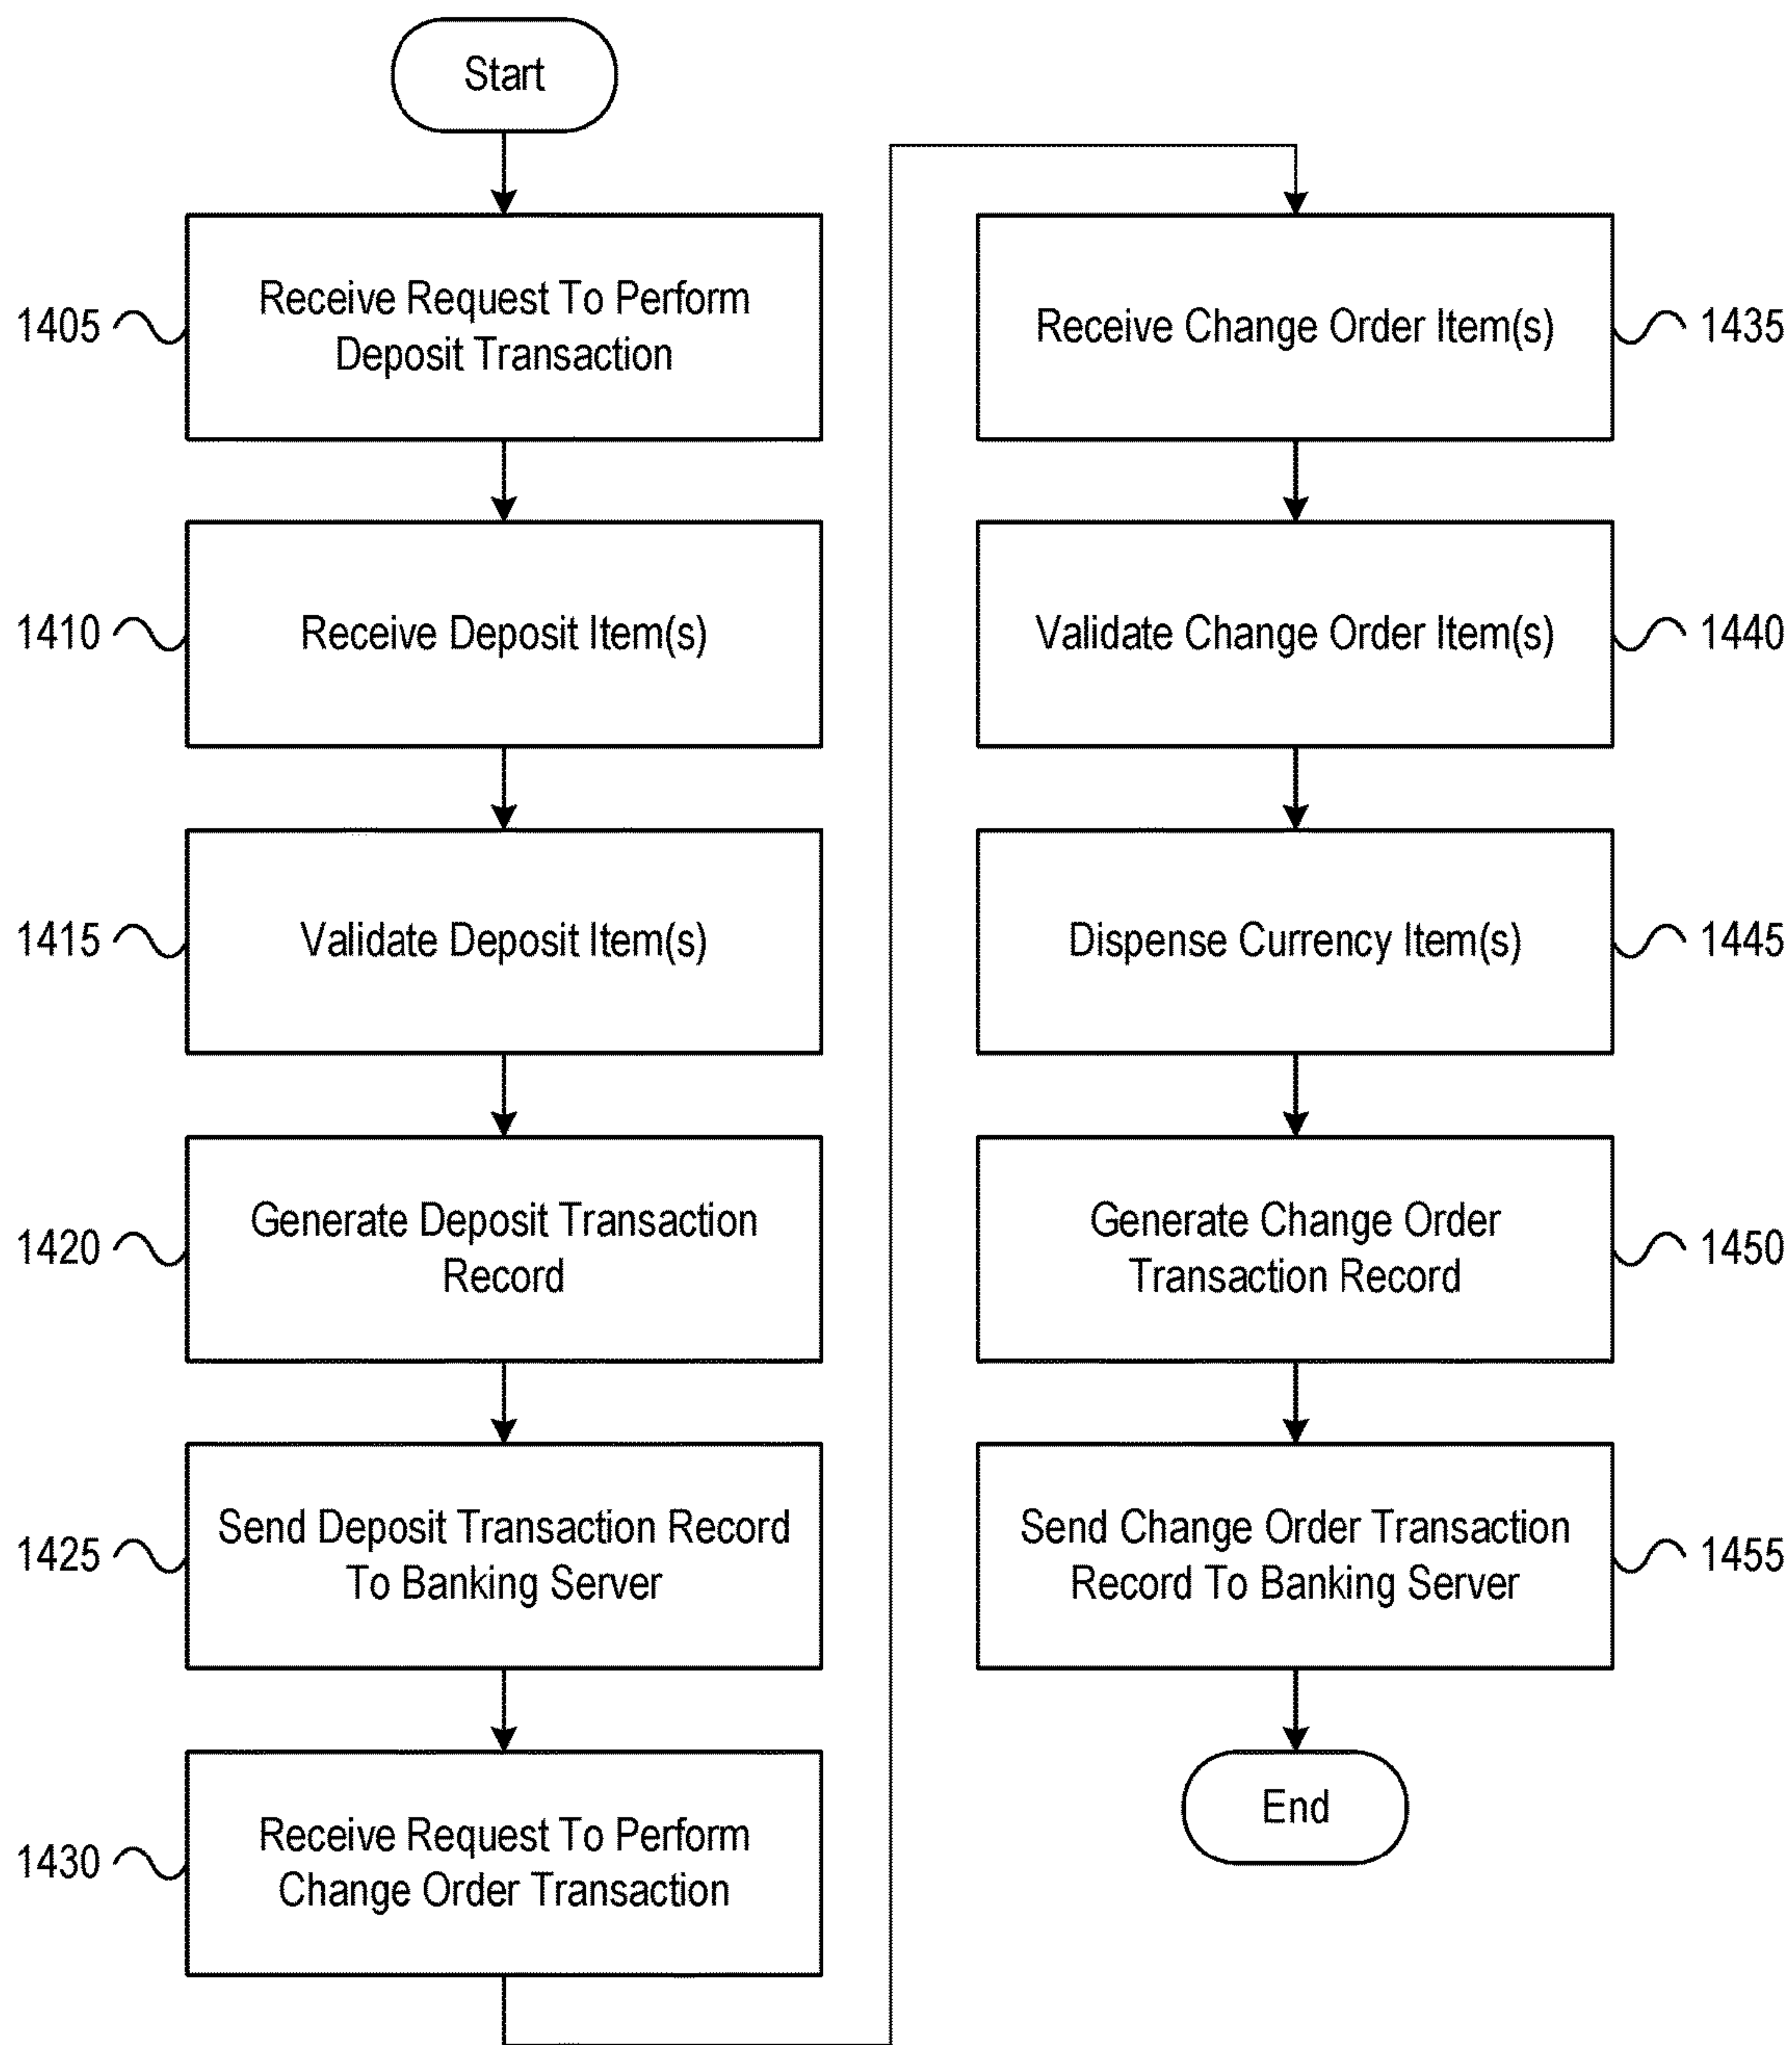 Start
1405
Receive Request To Perform
Deposit Transaction
1410
Receive Deposit Item(s)
1415
Validate Deposit Item(s)
1420
Generate Deposit Transaction
Record
1425
Send Deposit Transaction Record
To Banking Server
1430
Receive Request To Perform
Change Order Transaction
Receive Change Order Item(s)
1435
Validate Change Order Item(s)
1440
Dispense Currency Item(s)
1445
Generate Change Order
Transaction Record
1450
Send Change Order Transaction
Record To Banking Server
1455
End